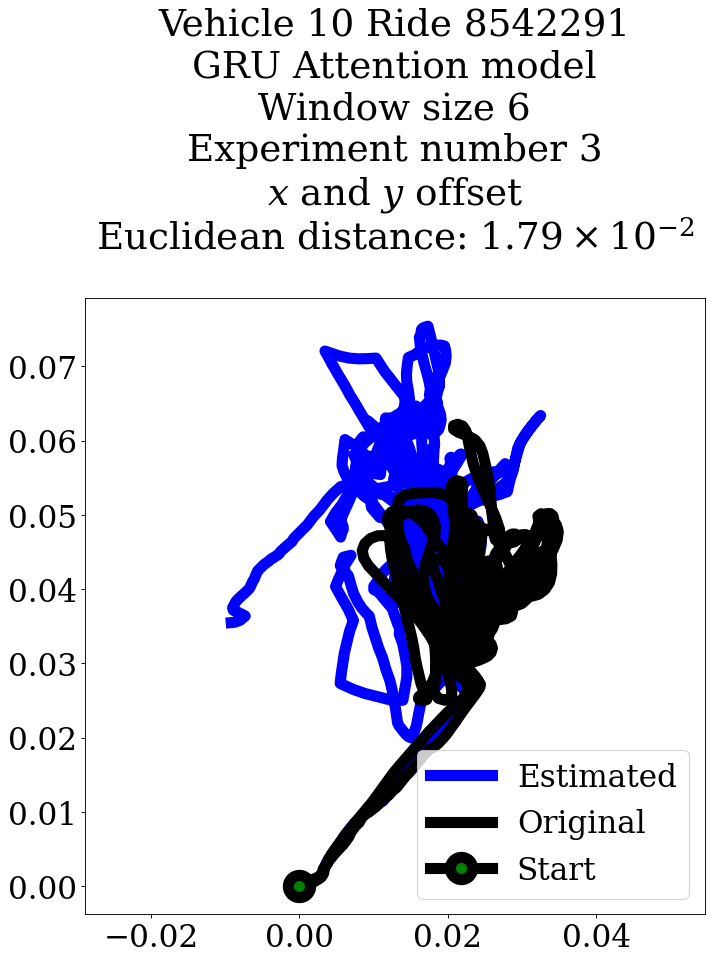 Vehicle 10 Ride 8542291
GRU Attention model
Window size 6
Experiment number 3
x and y offset
Euclidean distance: 1.79 × 10⁻²
0.07
0.06
0.05
0.04
0.03
0.02
0.01
0.00
Estimated
Original
Start
−0.02
0.00
0.02
0.04